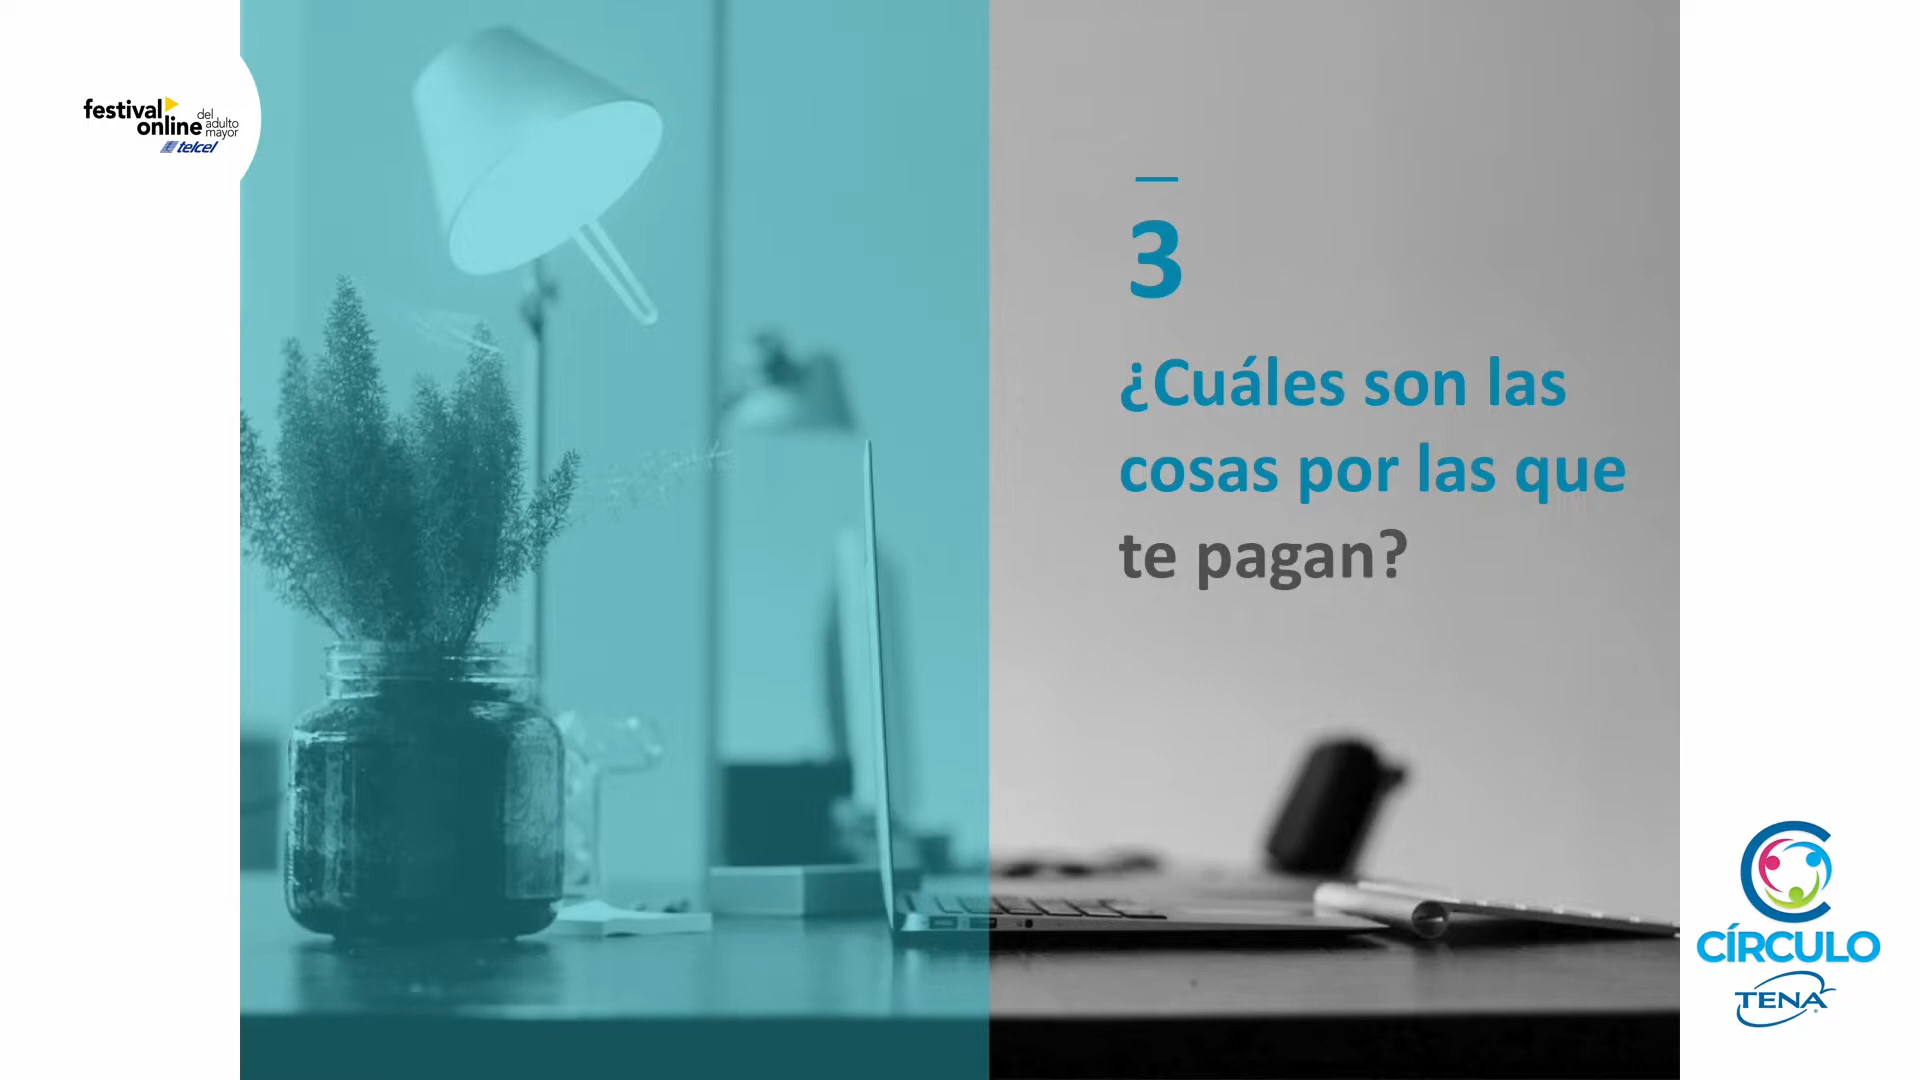 festival
online
del
adulto
mayor
telcel
3
¿Cuáles son las
cosas por las que
te pagan?
CÍRCULO
TENA